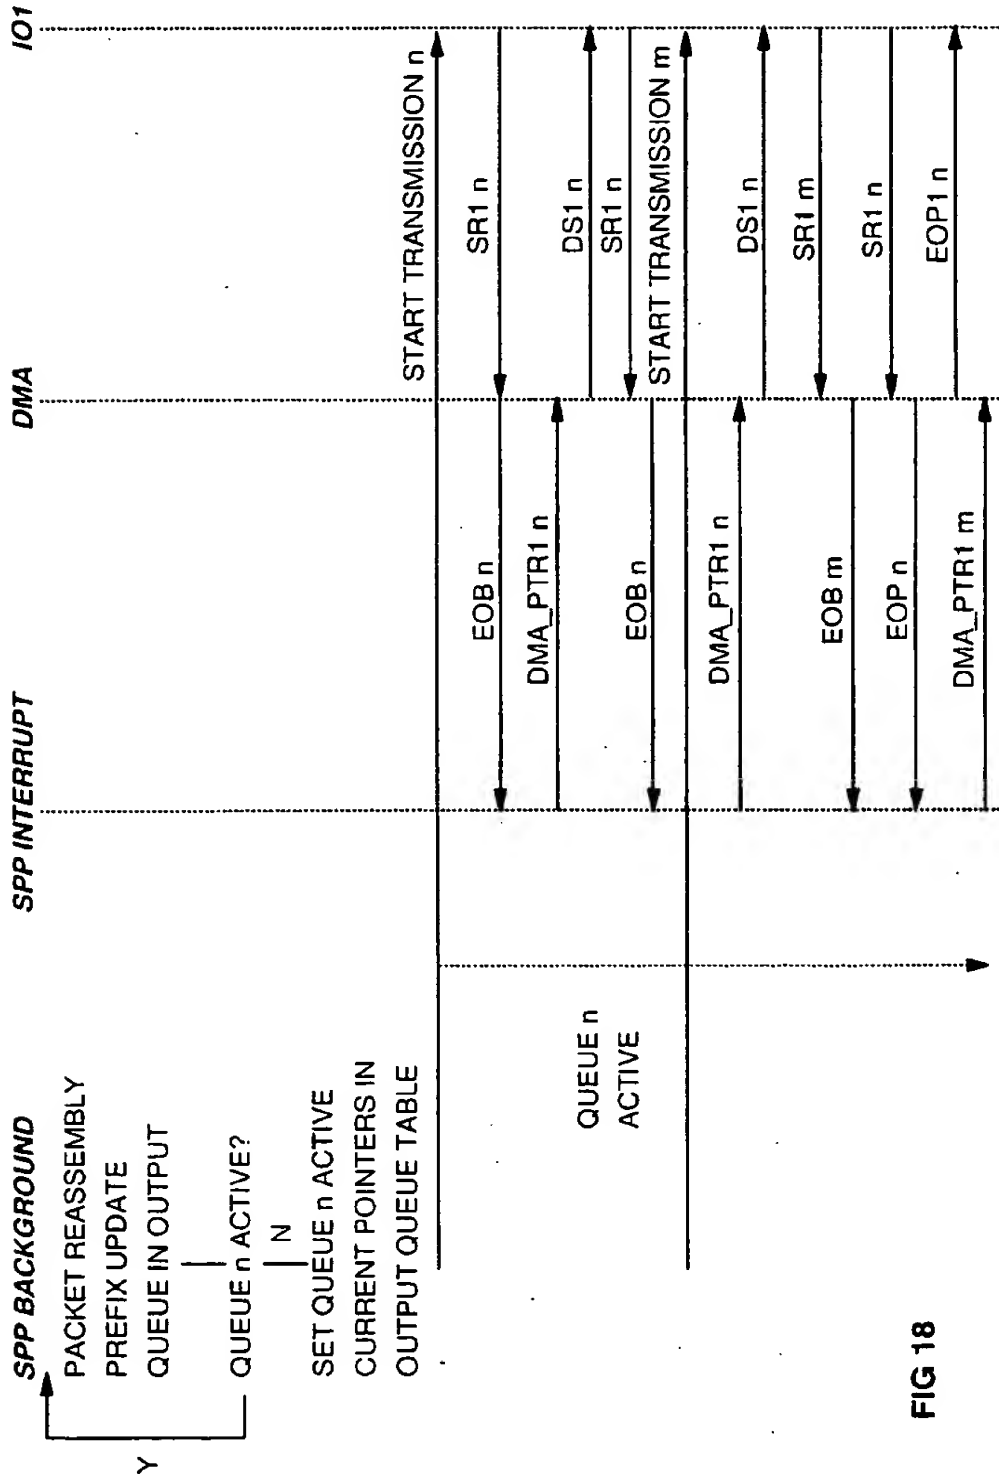 SPP BACKGROUND
SPP INTERRUPT
DMA
IO1
PACKET REASSEMBLY
PREFIX UPDATE
QUEUE IN OUTPUT
Y
QUEUE n ACTIVE?
N
SET QUEUE n ACTIVE
CURRENT POINTERS IN
OUTPUT QUEUE TABLE
START TRANSMISSION n
EOB n
SR1 n
DMA_PTR1 n
DS1 n
QUEUE n
ACTIVE
SR1 n
EOB n
START TRANSMISSION m
DMA_PTR1 n
DS1 n
SR1 m
EOB m
SR1 n
EOP n
EOP1 n
DMA_PTR1 m
FIG 18